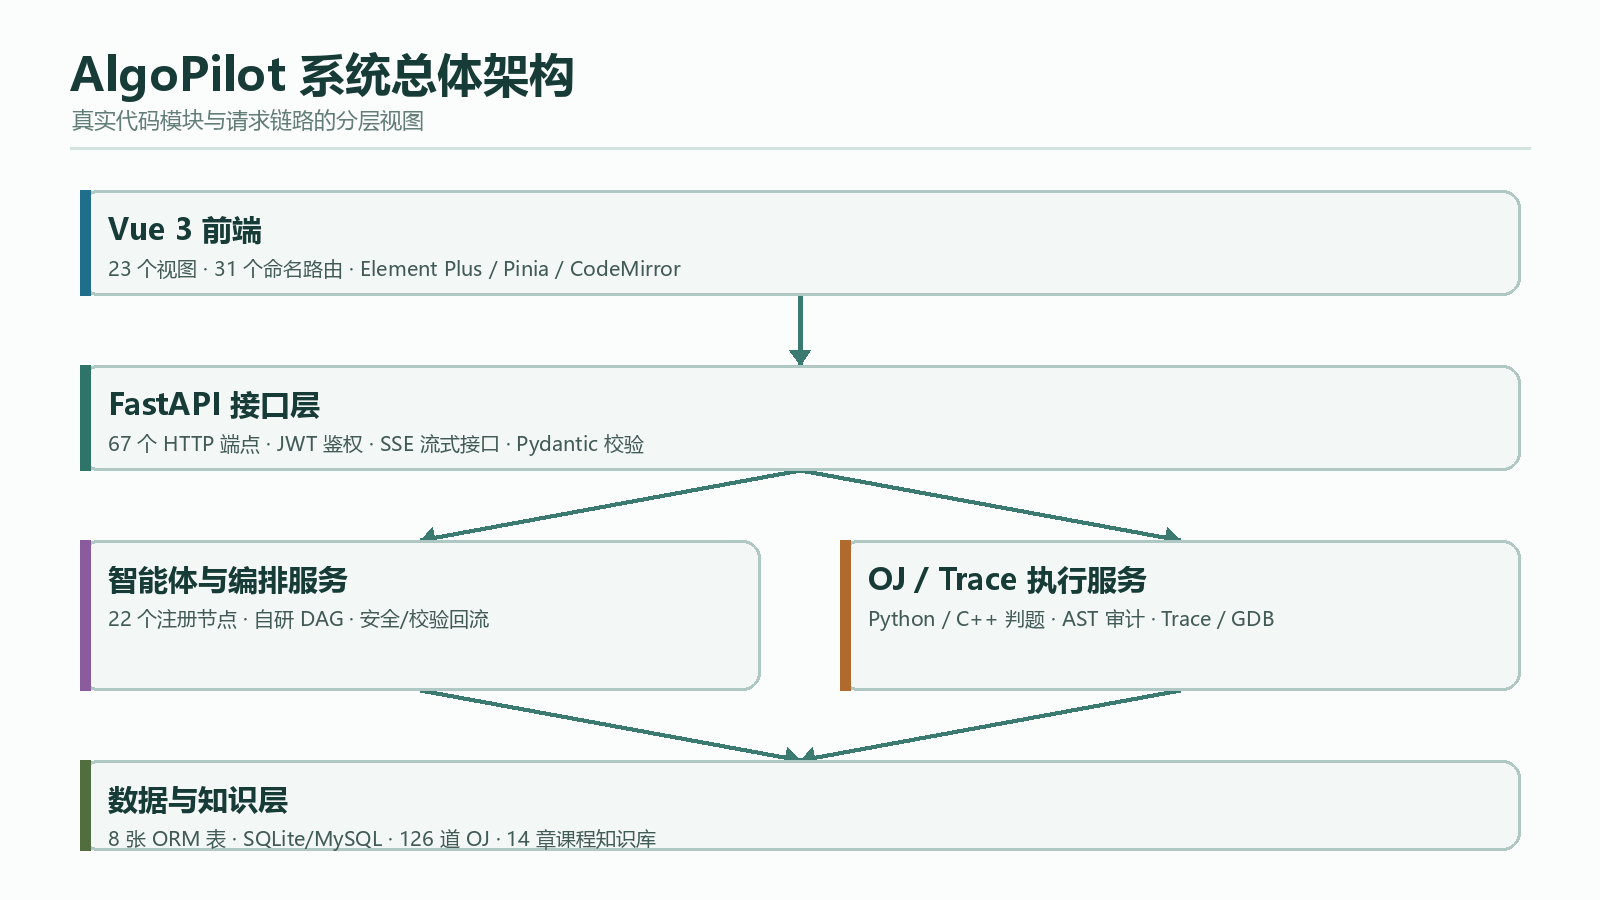 AlgoPilot 系统总体架构
真实代码模块与请求链路的分层视图
Vue 3 前端
23 个视图 · 31 个命名路由 · Element Plus / Pinia / CodeMirror
FastAPI 接口层
67 个 HTTP 端点 · JWT 鉴权 · SSE 流式接口 · Pydantic 校验
智能体与编排服务
22 个注册节点 · 自研 DAG · 安全/校验回流
OJ / Trace 执行服务
Python / C++ 判题 · AST 审计 · Trace / GDB
数据与知识层
8 张 ORM 表 · SQLite/MySQL · 126 道 OJ · 14 章课程知识库